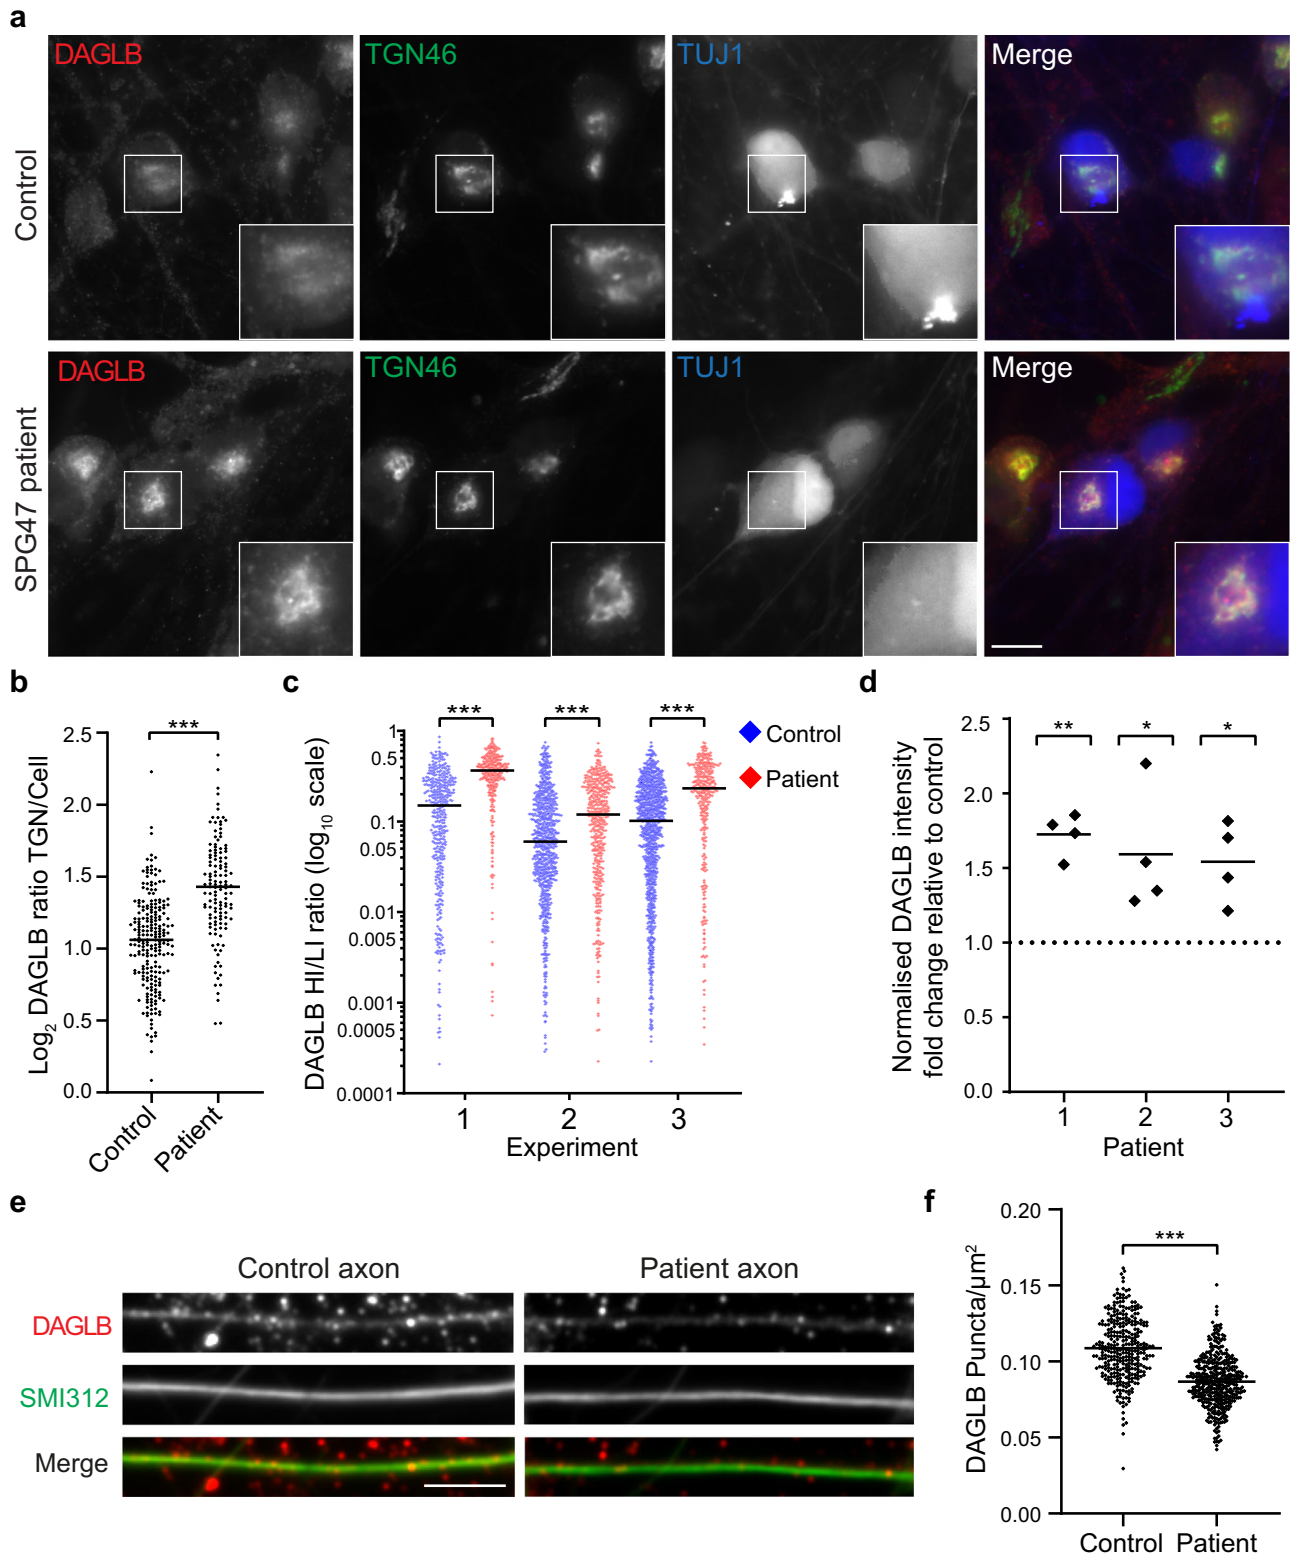 a
DAGLB
TGN46
TUJ1
Merge
Control
DAGLB
TGN46
TUJ1
Merge
SPG47 patient
b
Log2 DAGLB ratio TGN/Cell
2.5
2.0
1.5
1.0
0.5
0.0
***
Control
Patient
c
DAGLB HI/LI ratio (log10 scale)
1
0.5
0.1
0.05
0.01
0.005
0.001
0.0005
0.0001
***
***
***
Control
Patient
1
2
3
Experiment
d
Normalised DAGLB intensity
fold change relative to control
2.5
2.0
1.5
1.0
0.5
0.0
**
*
*
1
2
3
Patient
e
Control axon
Patient axon
DAGLB
SMI312
Merge
f
DAGLB Puncta/μm²
0.20
0.15
0.10
0.05
0.00
***
Control
Patient